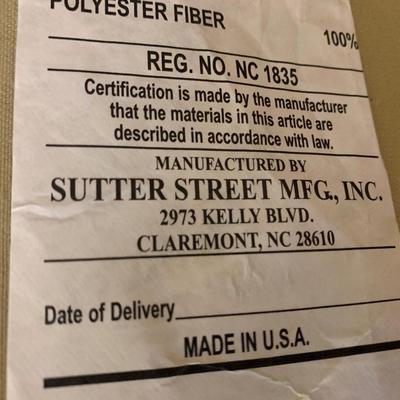 POLYESTER FIBER 100%
REG. NO. NC 1835
Certification is made by the manufacturer
that the materials in this article are
described in accordance with law.
MANUFACTURED BY
SUTTER STREET MFG., INC.
2973 KELLY BLVD.
CLAREMONT, NC 28610
Date of Delivery
MADE IN U.S.A.